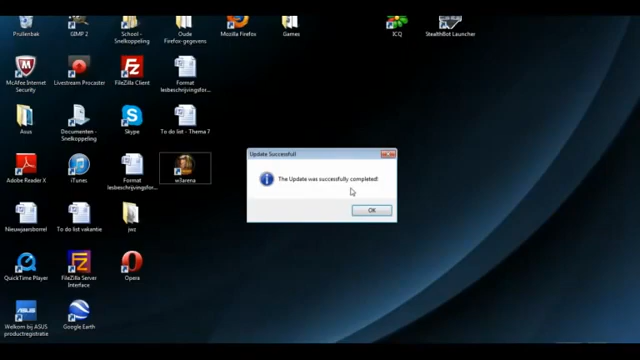 Prullenbak
GIMP 2
School -
Snelkoppeling
Oude
Firefox-gegevens
Mozilla Firefox
Games
ICQ
StealthBot Launcher
McAfee Internet
Security
Livestream Procaster
FileZilla Client
Format
lesbeschrijvingsfor...
Asus
Documenten -
Snelkoppeling
Skype
To do list - Thema 7
Adobe Reader X
iTunes
Format
lesbeschrijvingsfor...
w3arena
Nieuwjaarsborrel
To do list vakantie
jwz
QuickTime Player
FileZilla Server
Interface
Opera
Welkom bij ASUS
productregistratie
Google Earth
Update Successfull
The Update was successfully completed!
OK